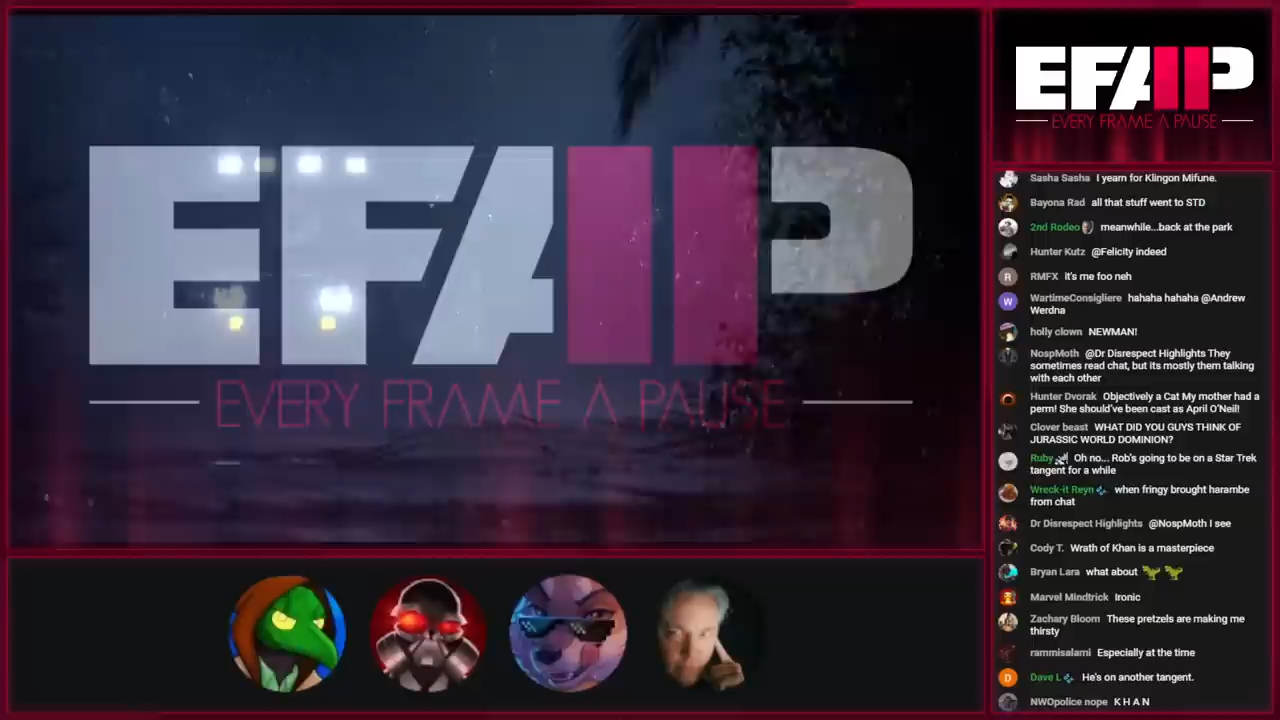 EFAP
EVERY FRAME A PAUSE
EFAP
EVERY FRAME A PAUSE
Sasha Sasha I yearn for Klingon Mifune.
Bayona Rad all that stuff went to STD
2nd Rodeo meanwhile...back at the park
Hunter Kutz @Felicity indeed
R RMFX it's me foo neh
W WartimeConsigliere hahaha hahaha @Andrew
Werdna
holly clown NEWMAN!
NospMoth @Dr Disrespect Highlights They
sometimes read chat, but its mostly them talking
with each other
Hunter Dvorak Objectively a Cat My mother had a
perm! She should've been cast as April O'Neil!
Clover beast WHAT DID YOU GUYS THINK OF
JURASSIC WORLD DOMINION?
Ruby Oh no... Rob's going to be on a Star Trek
tangent for a while
Wreck-it Reyn when fringy brought harambe
from chat
Dr Disrespect Highlights @NospMoth I see
Cody T. Wrath of Khan is a masterpiece
Bryan Lara what about
Marvel Mindtrick Ironic
Zachary Bloom These pretzels are making me
thirsty
rammisalami Especially at the time
D Dave L He's on another tangent.
NWOpolice nope K H A N